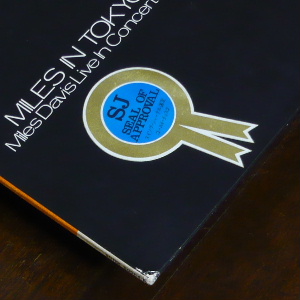 MILES IN TOKYO
Miles Davis Live In Concert
SJ
SEAL OF
APPROVAL